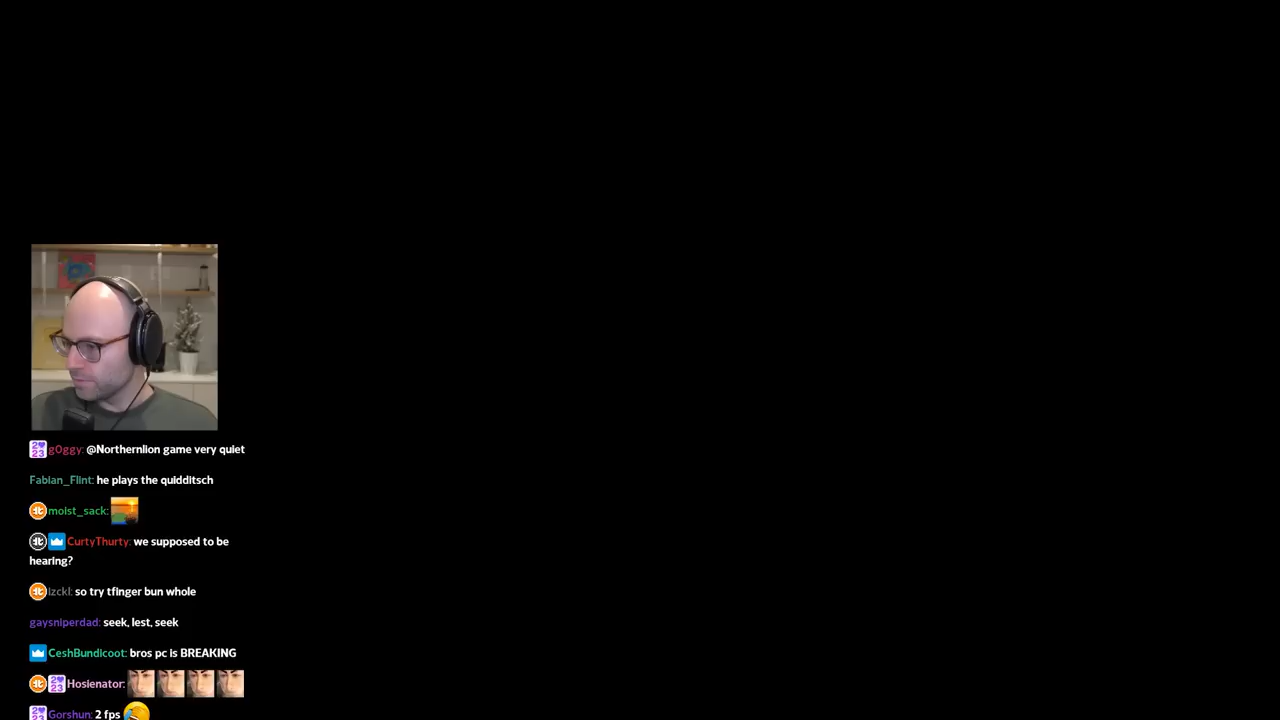 g0ggy: @Northernlion game very quiet
Fabian_Flint: he plays the quidditsch
moist_sack:
CurtyThurty: we supposed to be
hearing?
izckl: so try tfinger bun whole
gaysniperdad: seek, lest, seek
CeshBundicoot: bros pc is BREAKING
Hosienator:
Gorshun: 2 fps